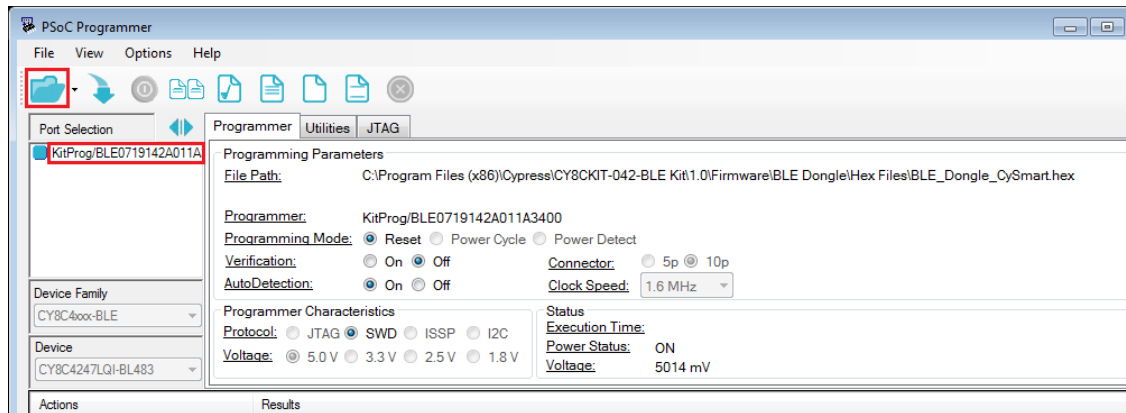 PSoC Programmer
File View Options Help
Port Selection
Programmer Utilities JTAG
KitProg/BLE0719142A011A
Programming Parameters
File Path: C:\Program Files (x86)\Cypress\CY8CKIT-042-BLE Kit\1.0\Firmware\BLE Dongle\Hex Files\BLE_Dongle_CySmart.hex
Programmer: KitProg/BLE0719142A011A3400
Programming Mode: Reset Power Cycle Power Detect
Verification: On Off Connector: 5p 10p
AutoDetection: On Off Clock Speed: 1.6 MHz
Device Family
CY8C4xxx-BLE
Device
CY8C4247LQI-BL483
Programmer Characteristics
Protocol: JTAG SWD ISSP I2C
Voltage: 5.0 V 3.3 V 2.5 V 1.8 V
Status
Execution Time:
Power Status: ON
Voltage: 5014 mV
Actions Results